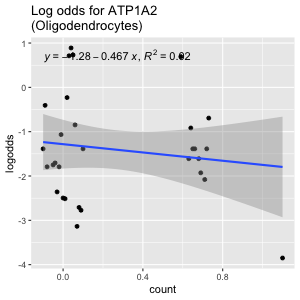 Log odds for ATP1A2
(Oligodendrocytes)
y = −1.28 − 0.467 x, R² = 0.02
1
0
-1
-2
-3
-4
logodds
0.0 0.4 0.8
count